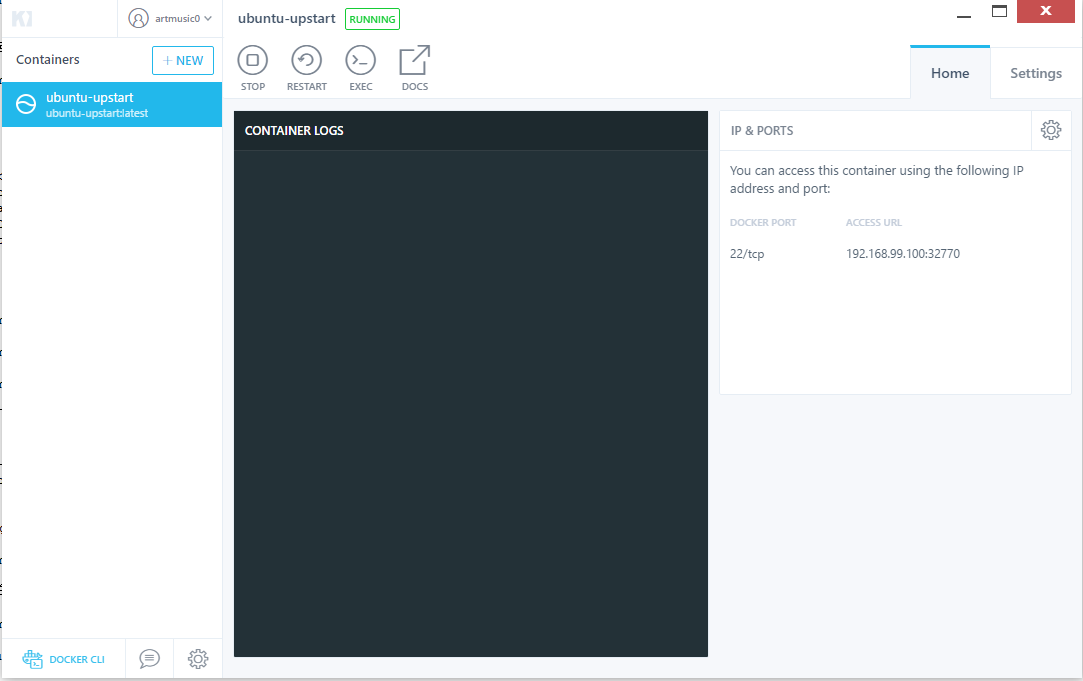 artmusic0
ubuntu-upstart
RUNNING
Containers
+ NEW
STOP
RESTART
EXEC
DOCS
Home
Settings
ubuntu-upstart
ubuntu-upstart:latest
CONTAINER LOGS
IP & PORTS
You can access this container using the following IP
address and port:
DOCKER PORT
ACCESS URL
22/tcp
192.168.99.100:32770
DOCKER CLI